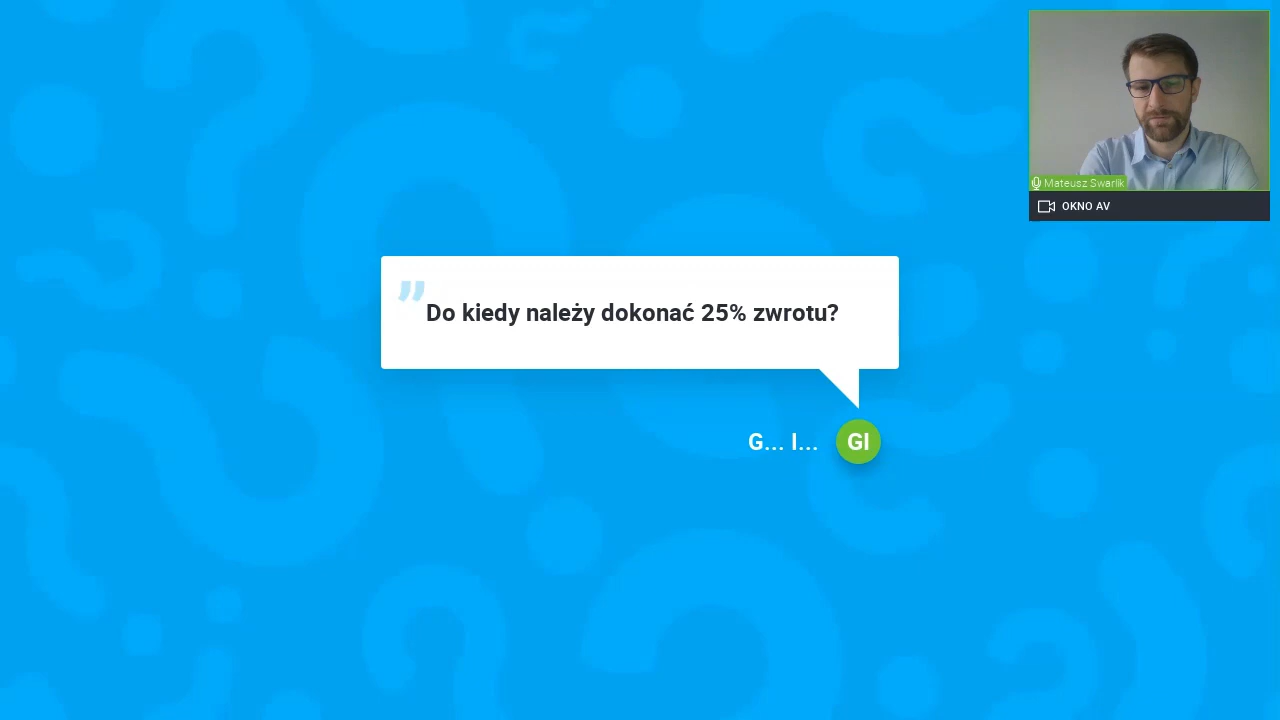 Mateusz Swarlik
OKNO AV
” Do kiedy należy dokonać 25% zwrotu?
G... I... GI